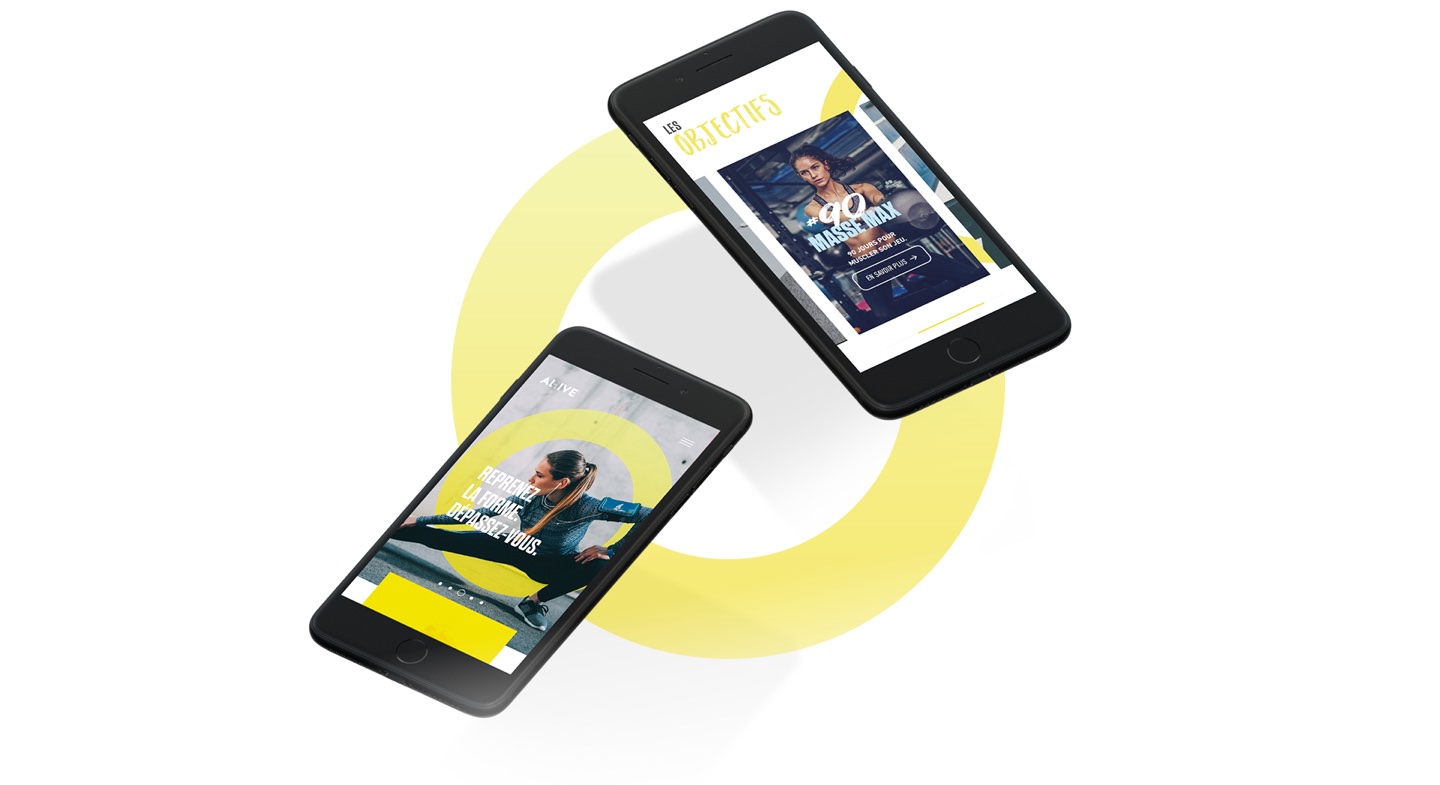 LES
OBJECTIFS
#90
MASSE MAX
90 JOURS POUR
MUSCLER SON JEU.
EN SAVOIR PLUS →
REPRENEZ
LA FORME.
DÉPASSEZ-VOUS.